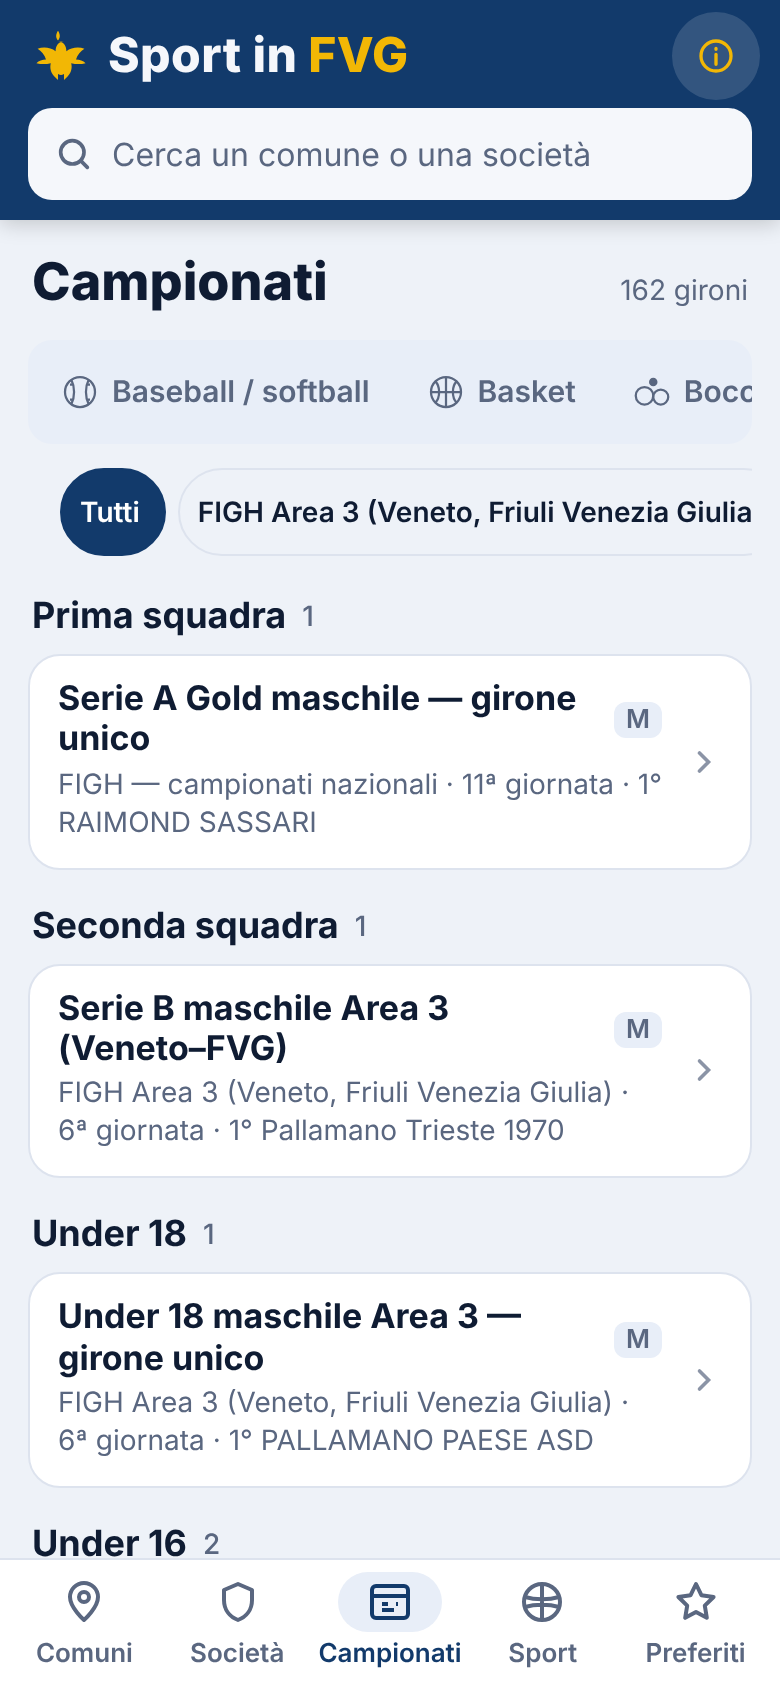 Sport in FVG
Cerca un comune o una società
Campionati
162 gironi
Baseball / softball
Basket
Bocc
Tutti
FIGH Area 3 (Veneto, Friuli Venezia Giulia
Prima squadra 1
Serie A Gold maschile — girone
unico
M
FIGH — campionati nazionali · 11ª giornata · 1°
RAIMOND SASSARI
Seconda squadra 1
Serie B maschile Area 3
(Veneto–FVG)
M
FIGH Area 3 (Veneto, Friuli Venezia Giulia) ·
6ª giornata · 1° Pallamano Trieste 1970
Under 18 1
Under 18 maschile Area 3 —
girone unico
M
FIGH Area 3 (Veneto, Friuli Venezia Giulia) ·
6ª giornata · 1° PALLAMANO PAESE ASD
Under 16 2
Comuni
Società
Campionati
Sport
Preferiti